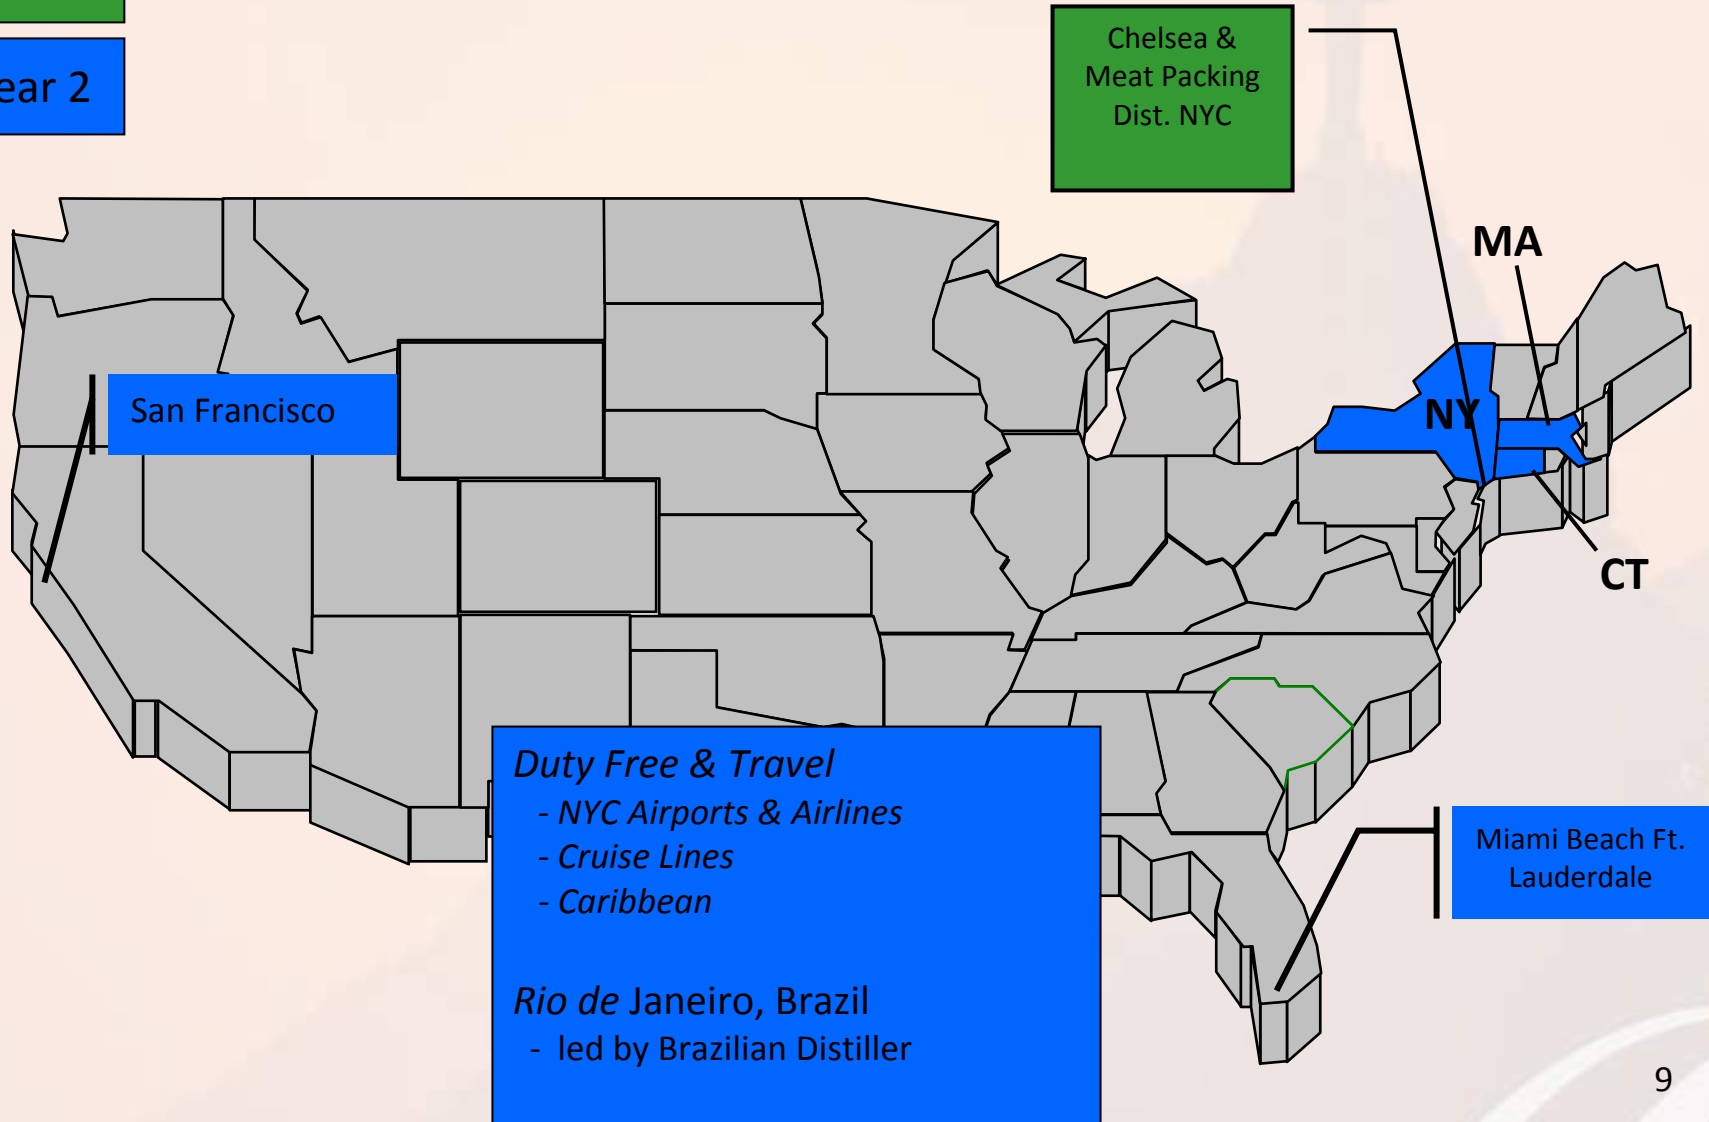 ear 2
Chelsea &
Meat Packing
Dist. NYC
MA
San Francisco
NY
CT
Duty Free & Travel
- NYC Airports & Airlines
- Cruise Lines
- Caribbean
Miami Beach Ft.
Lauderdale
Rio de Janeiro, Brazil
- led by Brazilian Distiller
9